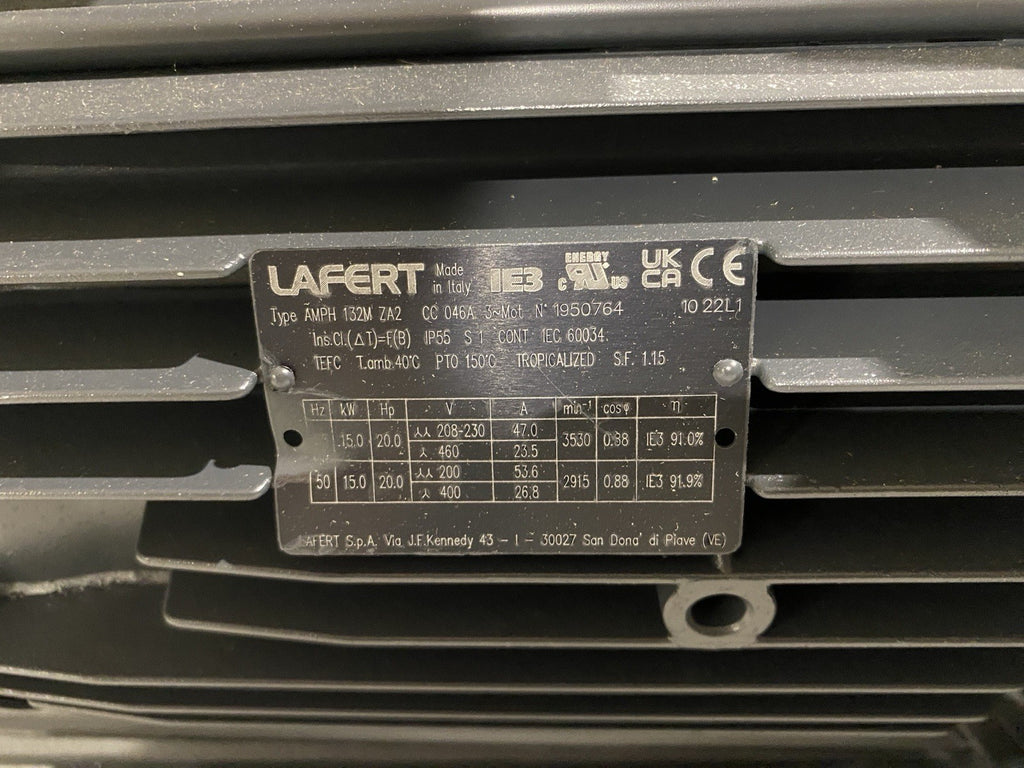 LAFERT Made in Italy IE3 ENERGY c UR us UK CA CE
Type AMPH 132M ZA2 CC 046A 3~Mot. N° 1950764 10 22L1
Ins.Cl.(ΔT)=F(B) IP55 S1 CONT IEC 60034
TEFC T.amb.40°C PTO 150°C TROPICALIZED S.F. 1.15
Hz kW Hp V A min⁻¹ cosφ η
15.0 20.0 ⅄⅄ 208-230 47.0 3530 0.88 IE3 91.0%
⅄ 460 23.5
50 15.0 20.0 ⅄⅄ 200 53.6 2915 0.88 IE3 91.9%
⅄ 400 26.8
LAFERT S.p.A. Via J.F.Kennedy 43 - I - 30027 San Dona' di Piave (VE)